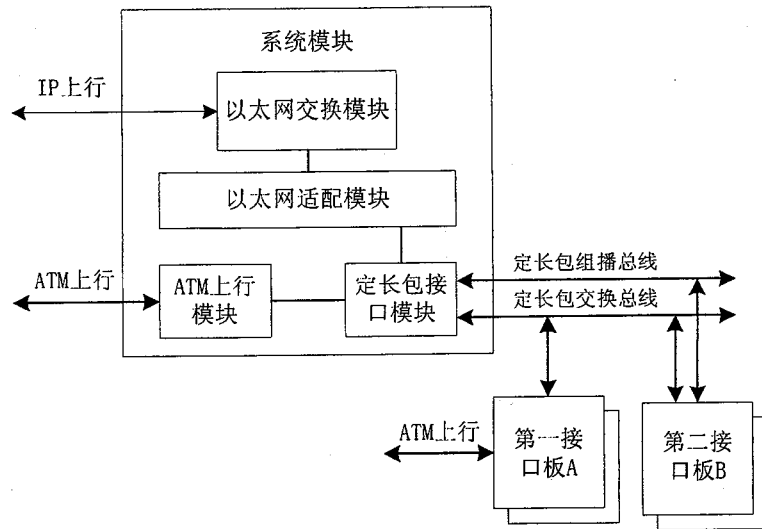 系统模块
IP上行
以太网交换模块
以太网适配模块
ATM上行
ATM上行
模块
定长包接
口模块
定长包组播总线
定长包交换总线
ATM上行
第一接
口板A
第二接
口板B